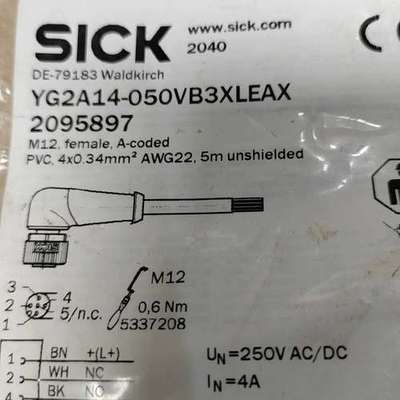 SICK
www.sick.com
2040
DE-79183 Waldkirch
YG2A14-050VB3XLEAX
2095897
M12, female, A-coded
PVC, 4x0.34mm² AWG22, 5m unshielded
3
2
1
4
5/n.c.
M12
0,6 Nm
5337208
1 BN +(L+)
2 WH NC
BK NC
UN=250V AC/DC
IN=4A